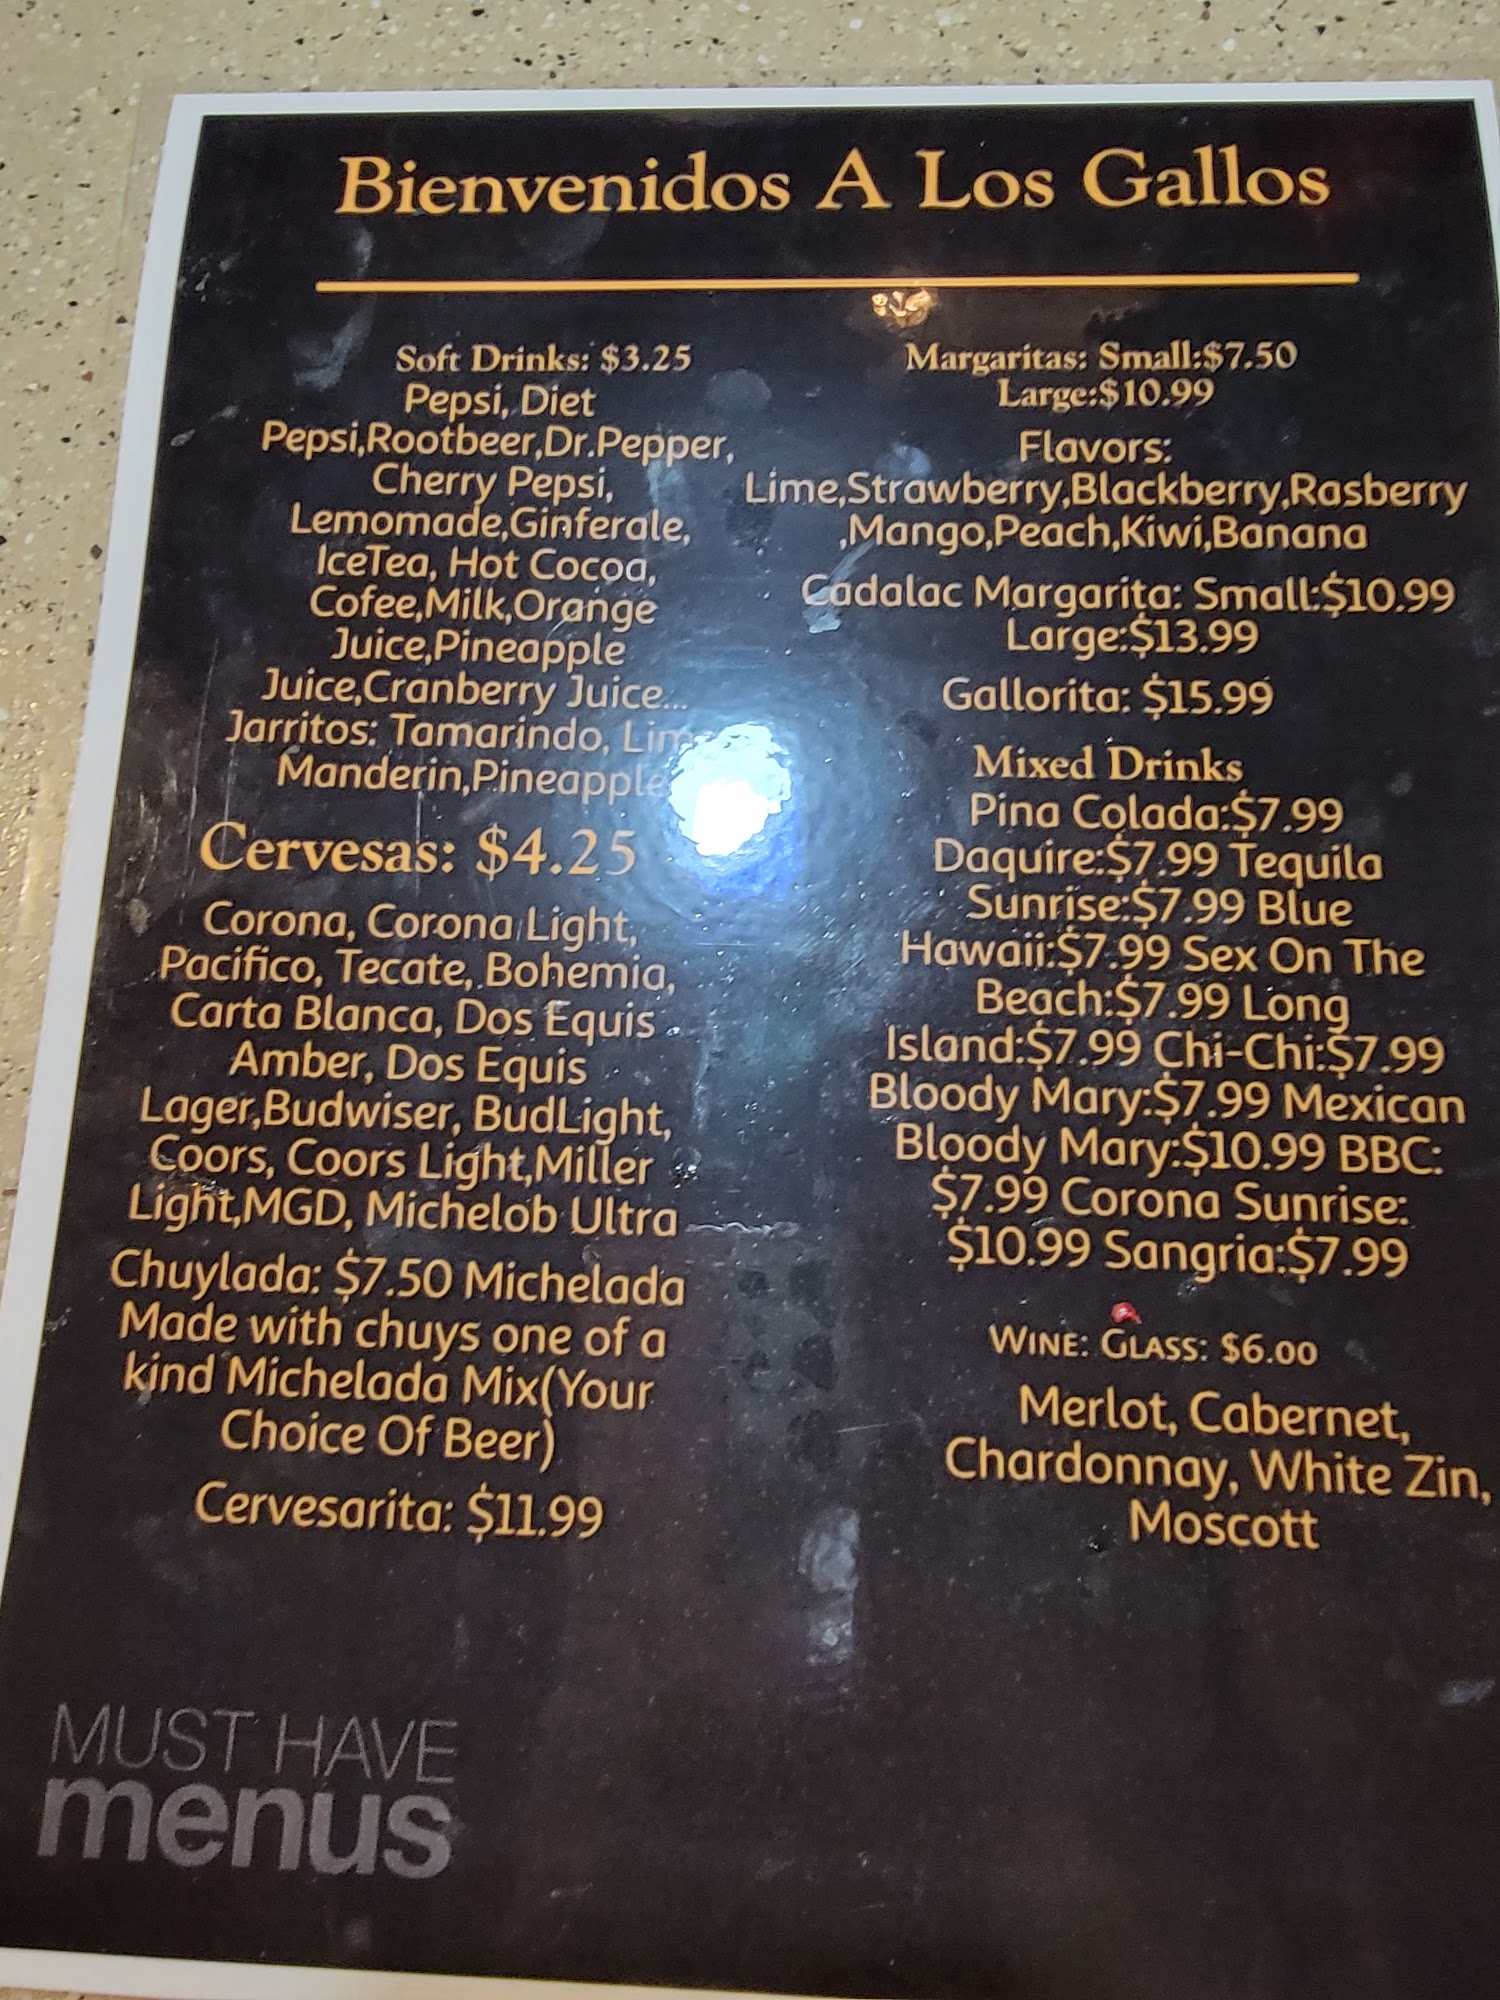 Bienvenidos A Los Gallos
Soft Drinks: $3.25
Pepsi, Diet
Pepsi,Rootbeer,Dr.Pepper,
Cherry Pepsi,
Lemomade,Ginferale,
IceTea, Hot Cocoa,
Cofee,Milk,Orange
Juice,Pineapple
Juice,Cranberry Juice...
Jarritos: Tamarindo,
Manderin,Pineapple
Cervesas: $4.25
Corona, Corona Light,
Pacifico, Tecate, Bohemia,
Carta Blanca, Dos Equis
Amber, Dos Equis
Lager,Budwiser, BudLight,
Coors, Coors Light,Miller
Light,MGD, Michelob Ultra
Chuylada: $7.50 Michelada
Made with chuys one of a
kind Michelada Mix(Your
Choice Of Beer)
Cervesarita: $11.99
Margaritas: Small:$7.50
Large:$10.99
Flavors:
Lime,Strawberry,Blackberry,Rasberry
,Mango,Peach,Kiwi,Banana
Cadalac Margarita: Small:$10.99
Large:$13.99
Gallorita: $15.99
Mixed Drinks
Pina Colada:$7.99
Daquire:$7.99 Tequila
Sunrise:$7.99 Blue
Hawaii:$7.99 Sex On The
Beach:$7.99 Long
Island:$7.99 Chi-Chi:$7.99
Bloody Mary:$7.99 Mexican
Bloody Mary:$10.99 BBC:
$7.99 Corona Sunrise:
$10.99 Sangria:$7.99
WINE: GLASS: $6.00
Merlot, Cabernet,
Chardonnay, White Zin,
Moscott
MUST HAVE
menus